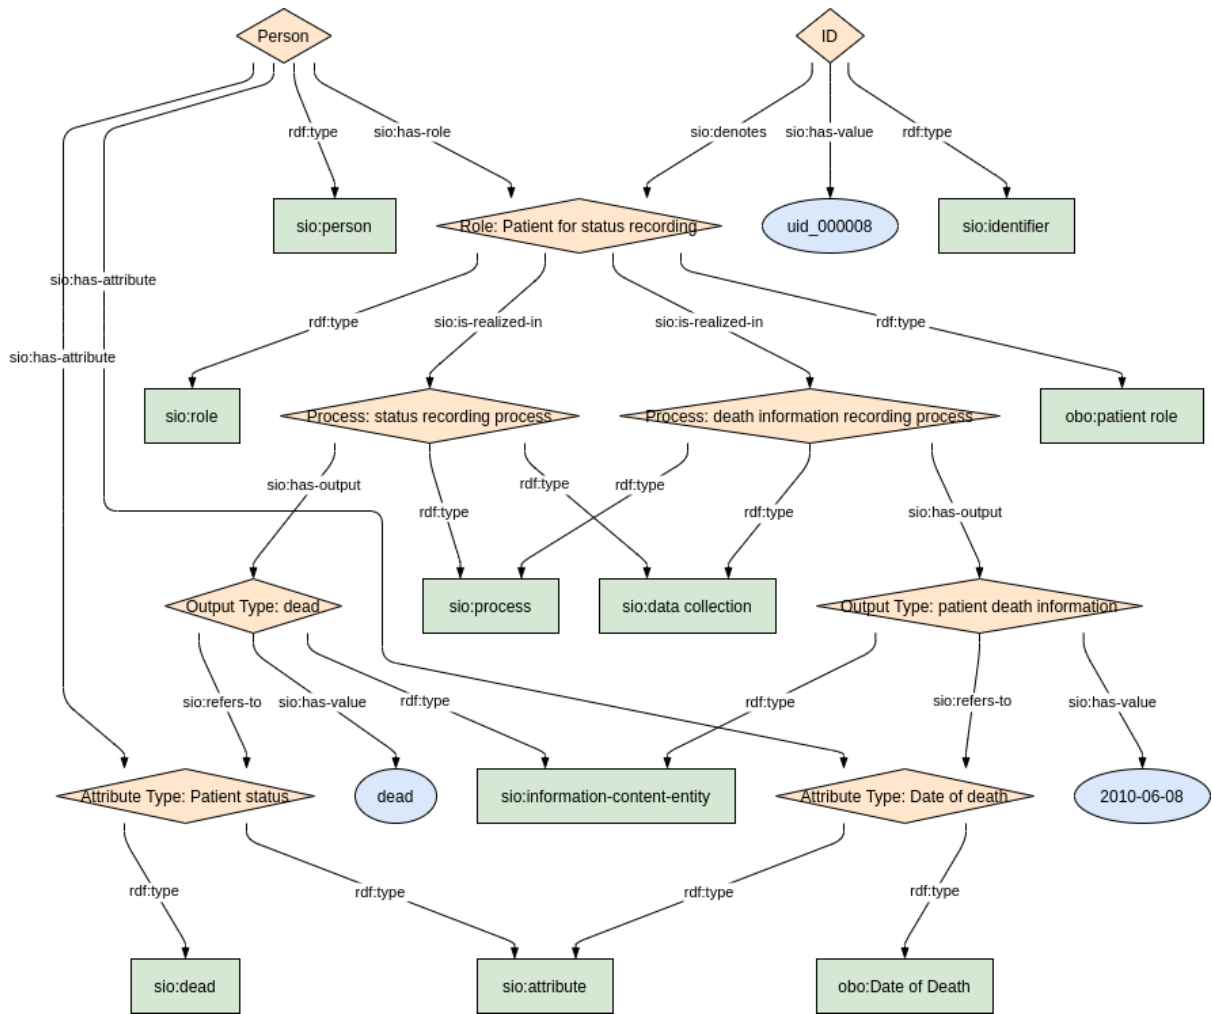 Person
ID
rdf:type
sio:has-role
sio:denotes
sio:has-value
rdf:type
sio:person
Role: Patient for status recording
uid_000008
sio:identifier
sio:has-attribute
rdf:type
sio:is-realized-in
sio:is-realized-in
rdf:type
sio:has-attribute
sio:role
Process: status recording process
Process: death information recording process
obo:patient role
sio:has-output
rdf:type
rdf:type
rdf:type
rdf:type
sio:has-output
Output Type: dead
sio:process
sio:data collection
Output Type: patient death information
sio:refers-to
sio:has-value
rdf:type
rdf:type
sio:refers-to
sio:has-value
Attribute Type: Patient status
dead
sio:information-content-entity
Attribute Type: Date of death
2010-06-08
rdf:type
rdf:type
rdf:type
rdf:type
sio:dead
sio:attribute
obo:Date of Death